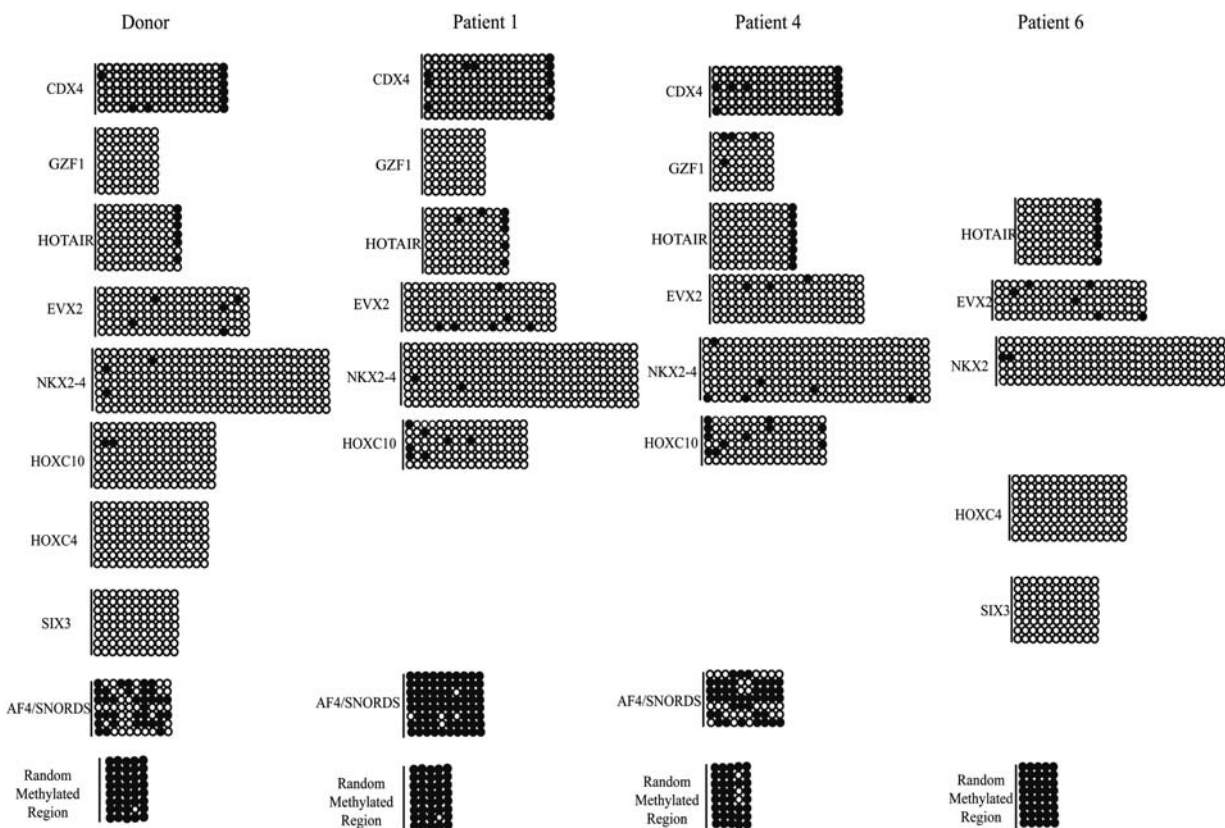 Donor
Patient 1
Patient 4
Patient 6
CDX4
CDX4
CDX4
GZF1
GZF1
GZF1
HOTAIR
HOTAIR
HOTAIR
HOTAIR
EVX2
EVX2
EVX2
EVX2
NKX2-4
NKX2-4
NKX2-4
NKX2
HOXC10
HOXC10
HOXC10
HOXC4
HOXC4
SIX3
SIX3
AF4/SNORDS
AF4/SNORDS
AF4/SNORDS
Random
Methylated
Region
Random
Methylated
Region
Random
Methylated
Region
Random
Methylated
Region